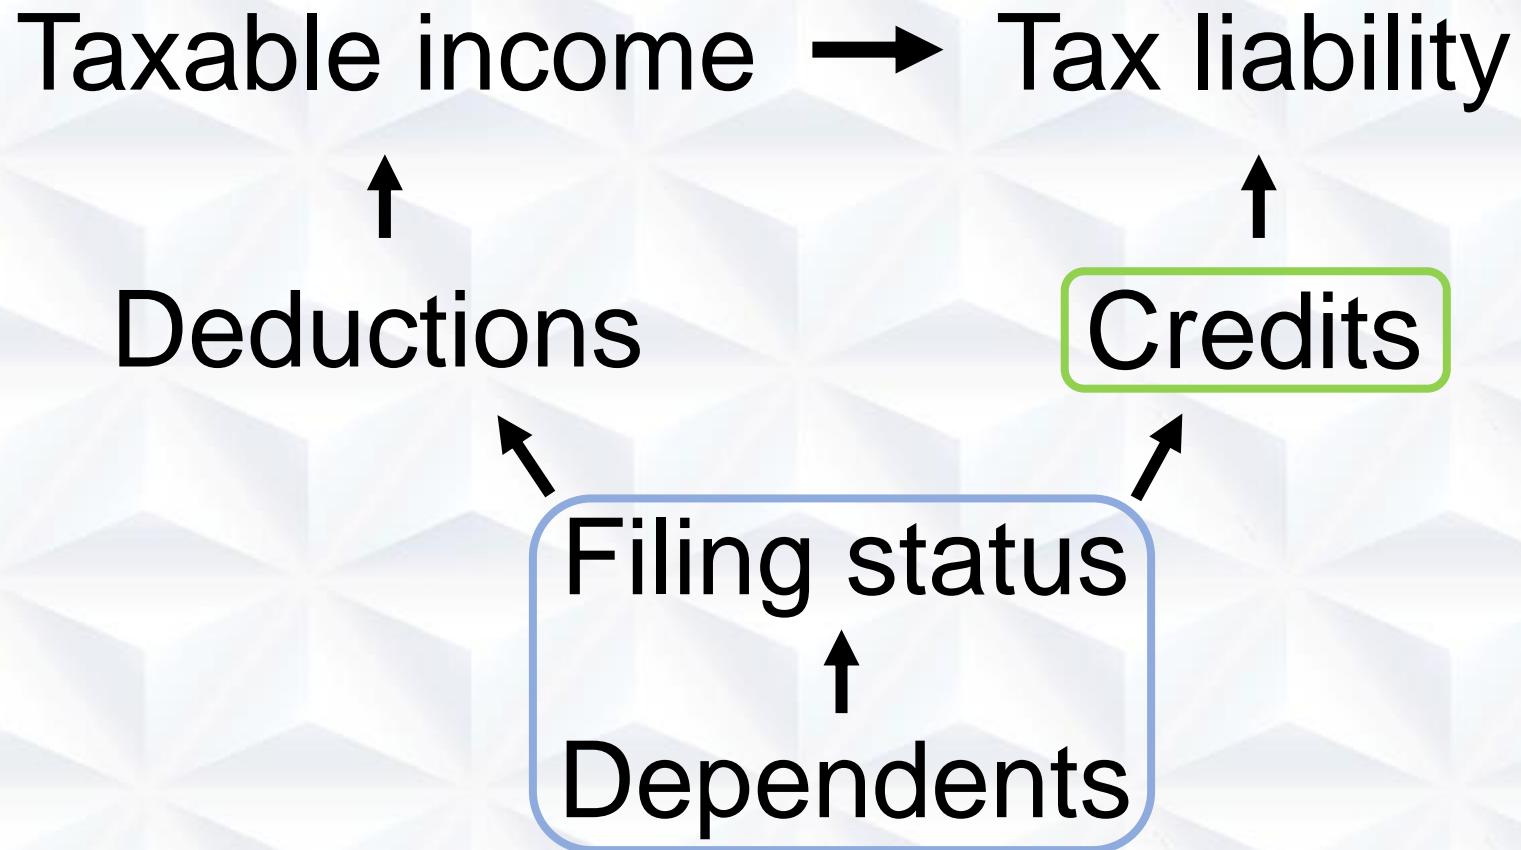 Taxable income → Tax liability
Deductions
Credits
Filing status
Dependents